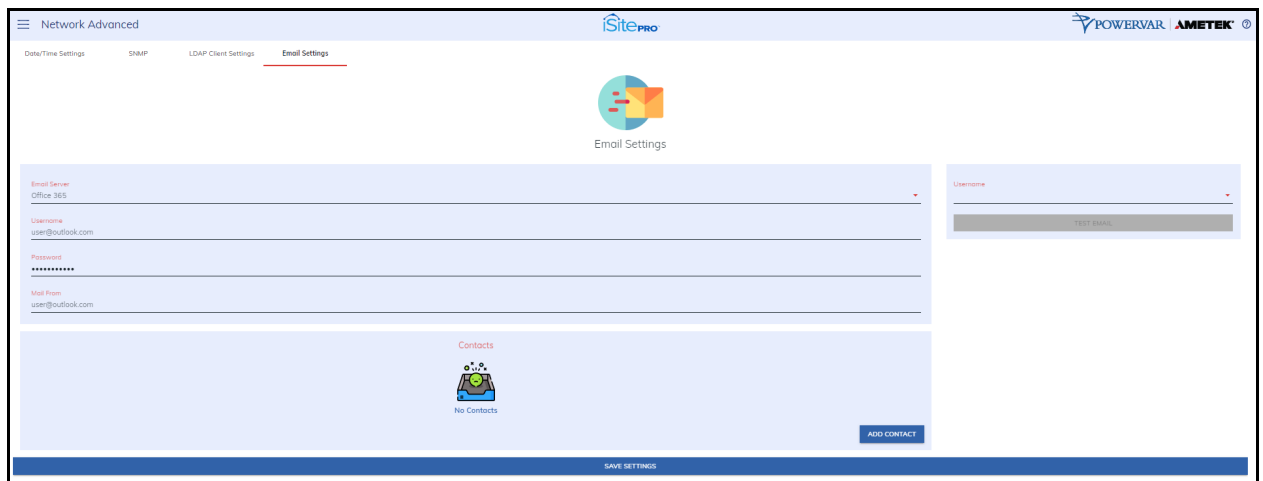 Network Advanced
iSitePRO
POWERVAR AMETEK
Date/Time Settings SNMP LDAP Client Settings Email Settings
Email Settings
Email Server
Office 365
Username
user@outlook.com
Password
•••••••••••
Mail From
user@outlook.com
Username
TEST EMAIL
Contacts
No Contacts
ADD CONTACT
SAVE SETTINGS